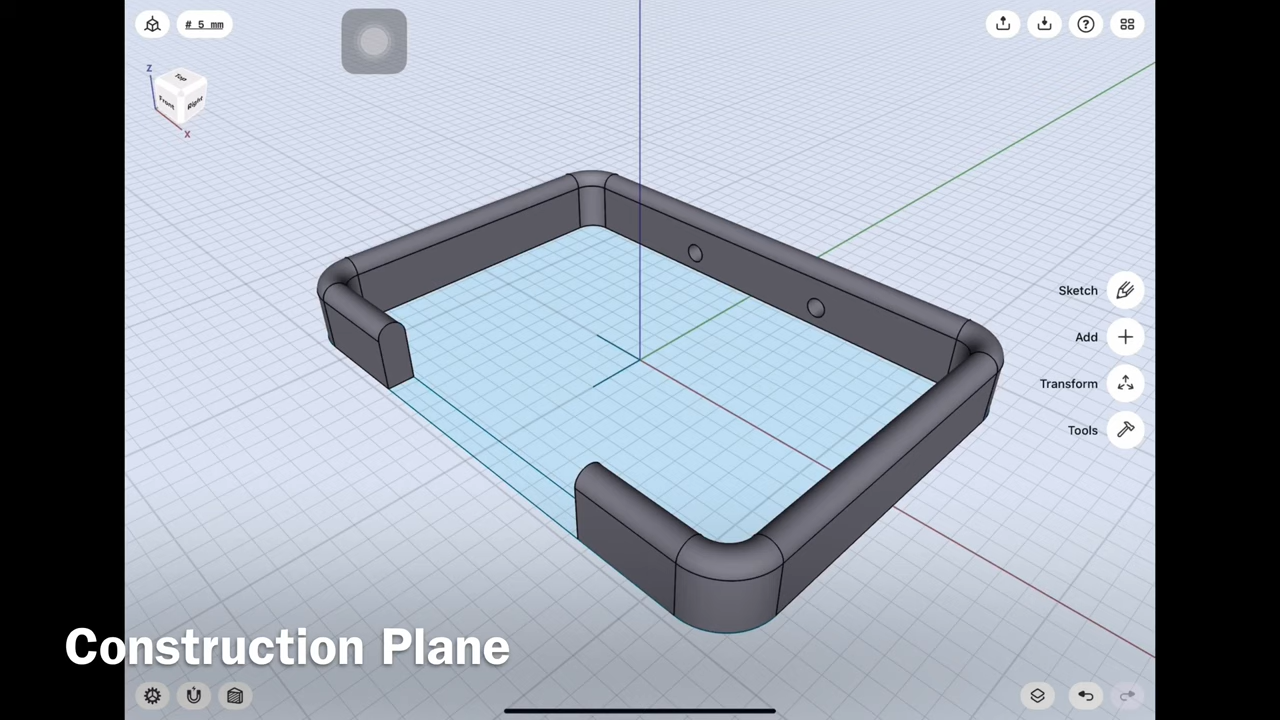 # 5 mm
Z
Top
Front
Right
X
Sketch
Add
Transform
Tools
Construction Plane